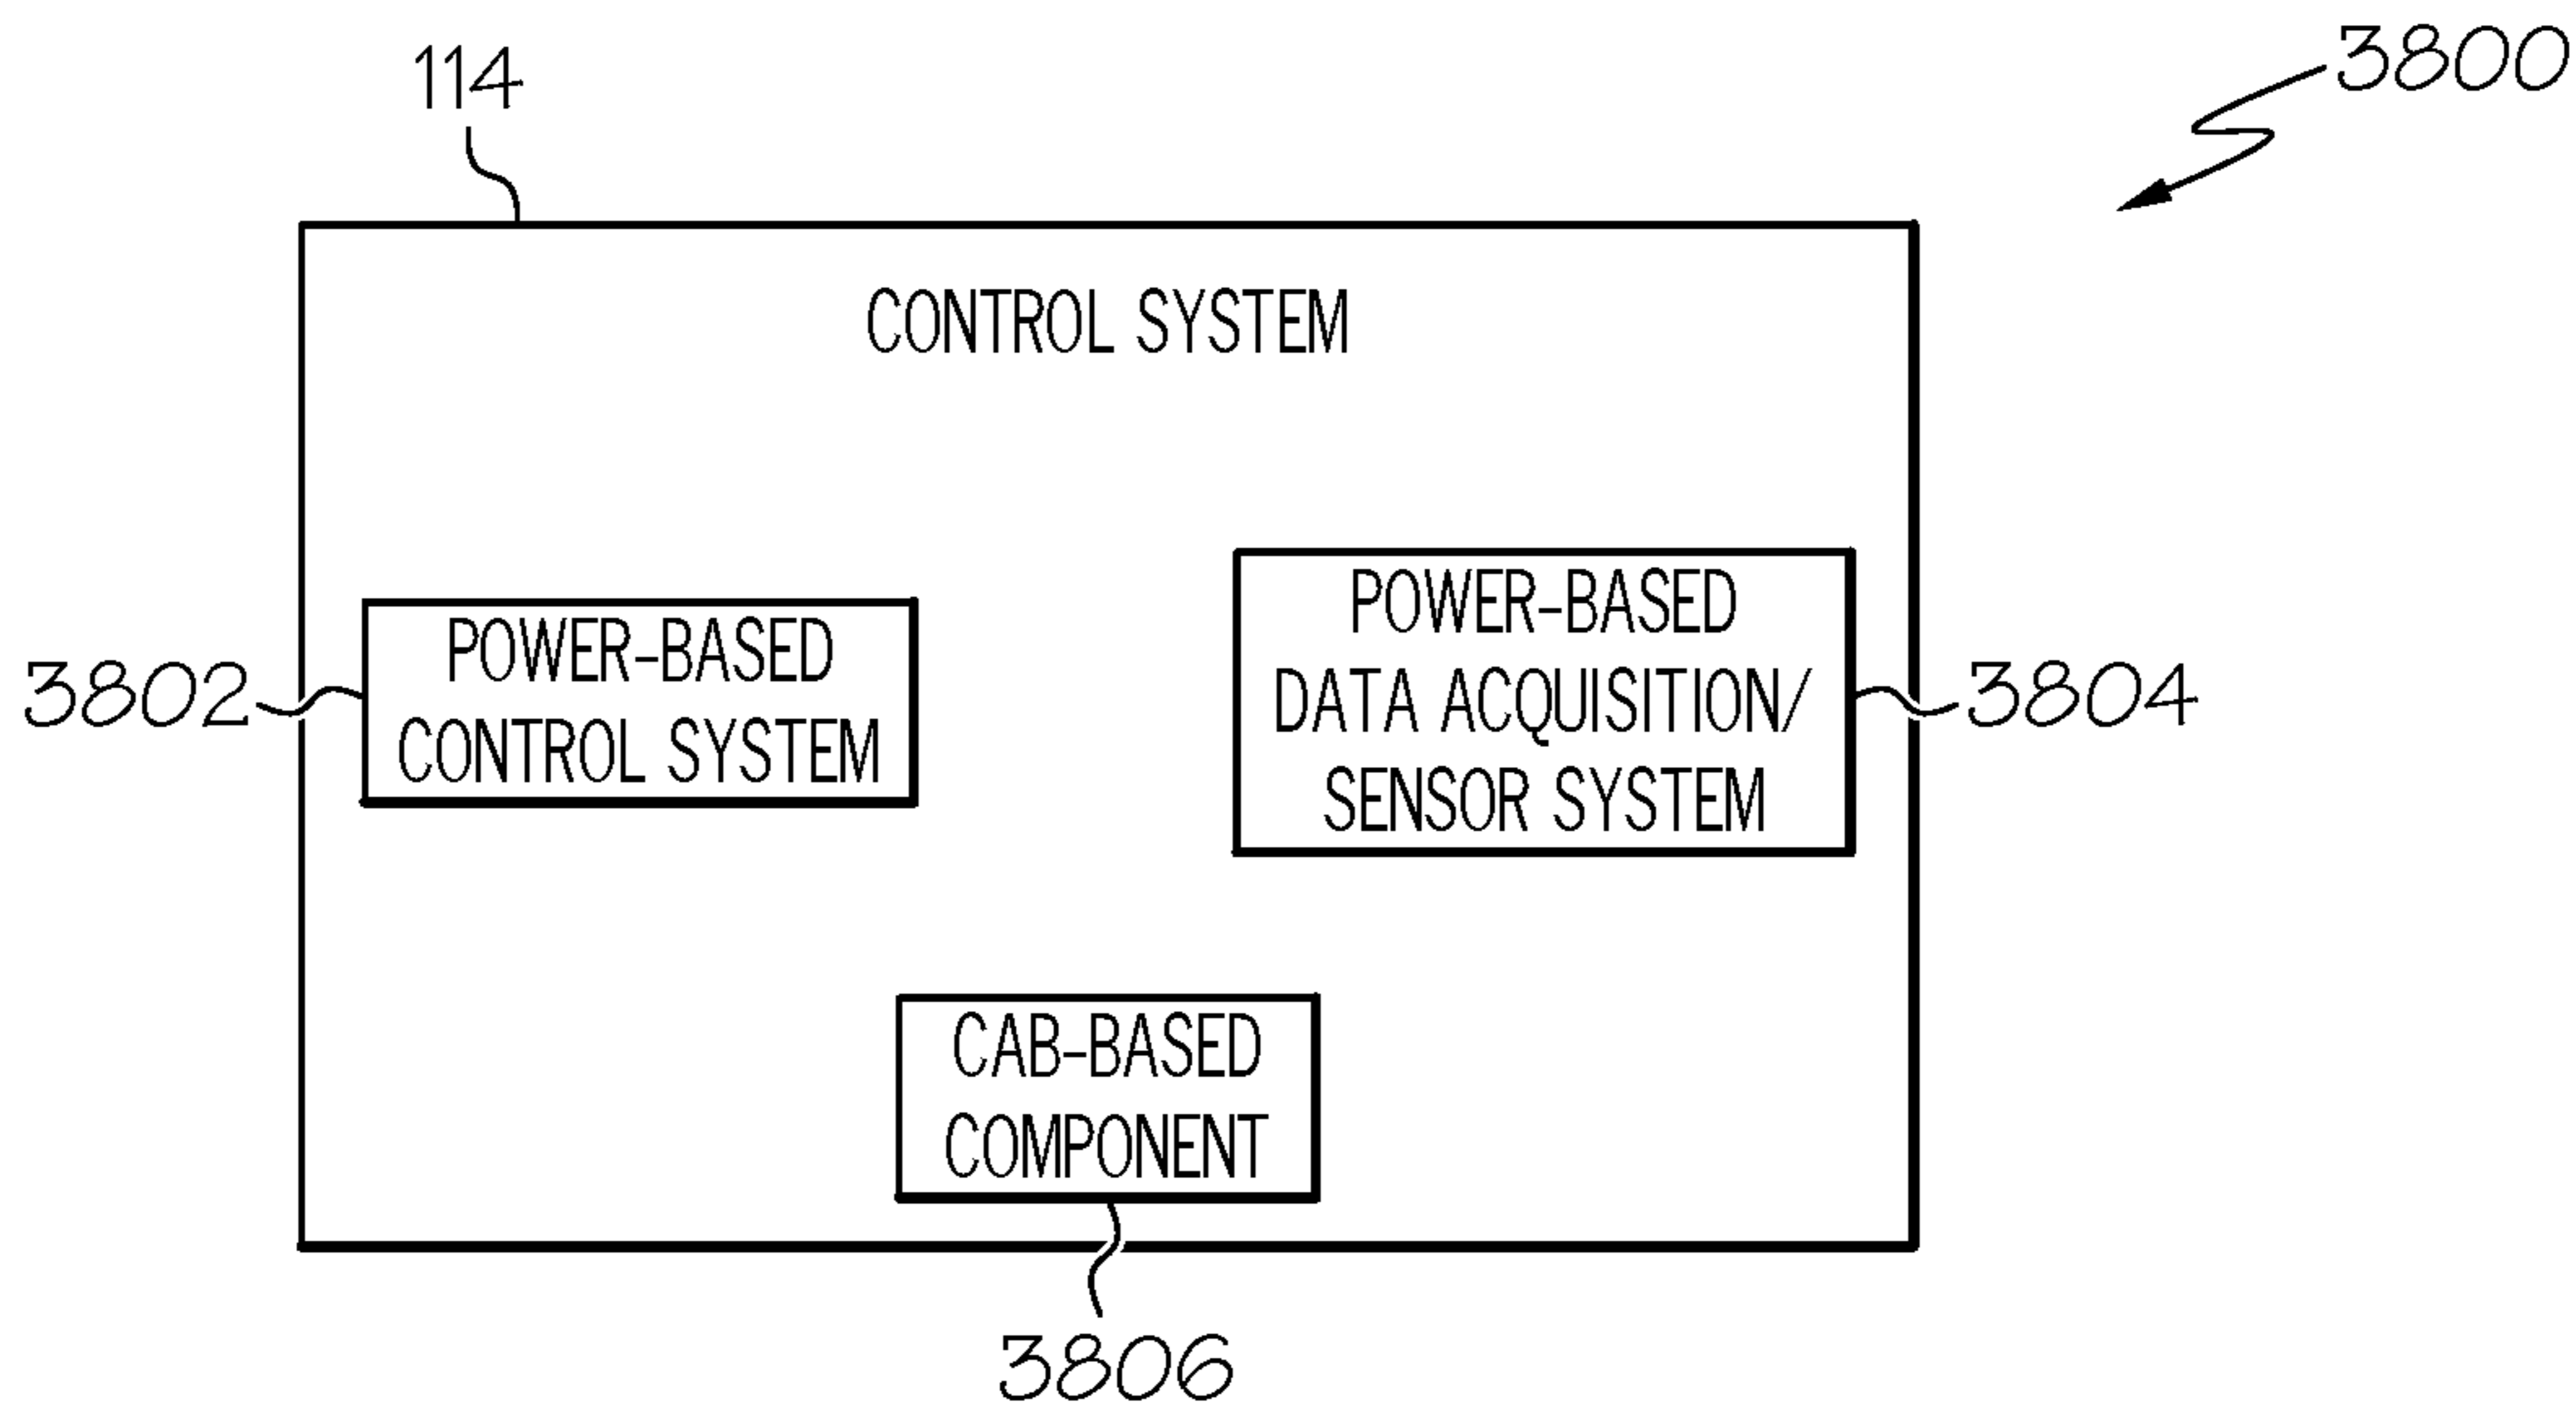 114
3800
CONTROL SYSTEM
POWER-BASED
CONTROL SYSTEM
3802
POWER-BASED
DATA ACQUISITION/
SENSOR SYSTEM
3804
CAB-BASED
COMPONENT
3806